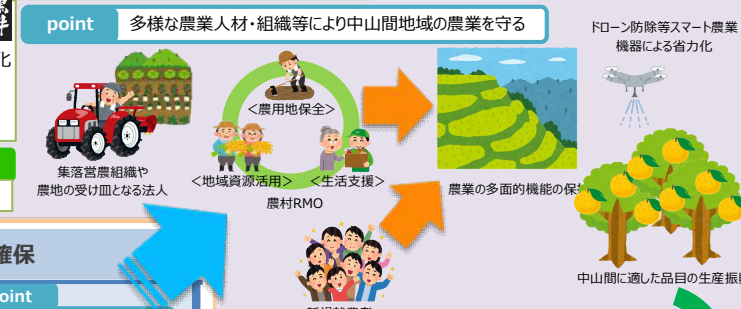 化
point 多様な農業人材・組織等により中山間地域の農業を守る
ドローン防除等スマート農業
機器による省力化
<農用地保全>
<地域資源活用> <生活支援>
農村RMO
集落営農組織や
農地の受け皿となる法人
農業の多面的機能の保
中山間に適した品目の生産振
確保
oint